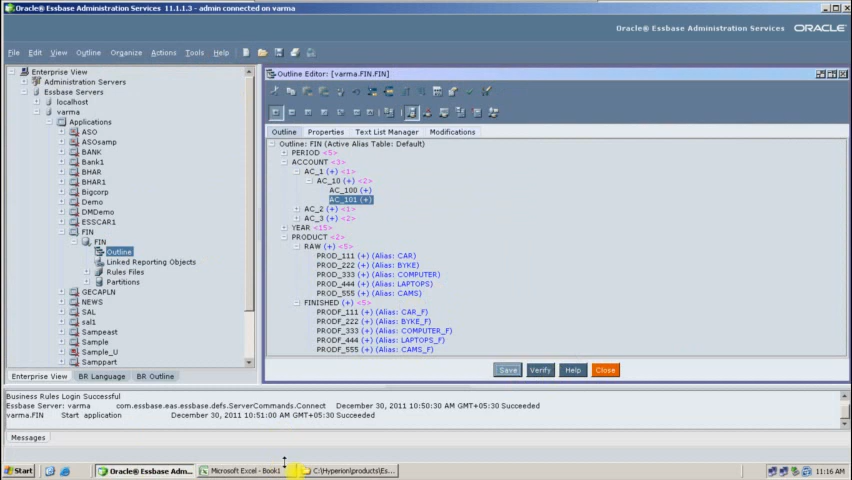 Oracle® Essbase Administration Services 11.1.1.3 - admin connected on varma
Oracle® Essbase Administration Services ORACLE
File Edit View Outline Organize Actions Tools Help
Enterprise View
Administration Servers
Essbase Servers
localhost
varma
Applications
ASO
ASOsamp
BANK
Bank1
BHAR
BHAR1
Bigcorp
Demo
DMDemo
ESSCAR1
FIN
FIN
Outline
Linked Reporting Objects
Rules Files
Partitions
GECAPLN
NEWS
SAL
sal1
Sampeast
Sample
Sample_U
Samppart
Enterprise View BR Language BR Outline
Outline Editor: [varma.FIN.FIN]
Outline Properties Text List Manager Modifications
Outline: FIN (Active Alias Table: Default)
PERIOD <5>
ACCOUNT <3>
AC_1 (+) <1>
AC_10 (+) <2>
AC_100 (+)
AC_101 (+)
AC_2 (+) <1>
AC_3 (+) <2>
YEAR <15>
PRODUCT <2>
RAW (+) <5>
PROD_111 (+) (Alias: CAR)
PROD_222 (+) (Alias: BYKE)
PROD_333 (+) (Alias: COMPUTER)
PROD_444 (+) (Alias: LAPTOPS)
PROD_555 (+) (Alias: CAMS)
FINISHED (+) <5>
PRODF_111 (+) (Alias: CAR_F)
PRODF_222 (+) (Alias: BYKE_F)
PRODF_333 (+) (Alias: COMPUTER_F)
PRODF_444 (+) (Alias: LAPTOPS_F)
PRODF_555 (+) (Alias: CAMS_F)
Save Verify Help Close
Business Rules Login Successful
Essbase Server: varma com.essbase.eas.essbase.defs.ServerCommands.Connect December 30, 2011 10:50:30 AM GMT+05:30 Succeeded
varma.FIN Start application December 30, 2011 10:51:00 AM GMT+05:30 Succeeded
Messages
Start Oracle® Essbase Adm... Microsoft Excel - Book1 C:\Hyperion\products\Es... 11:16 AM